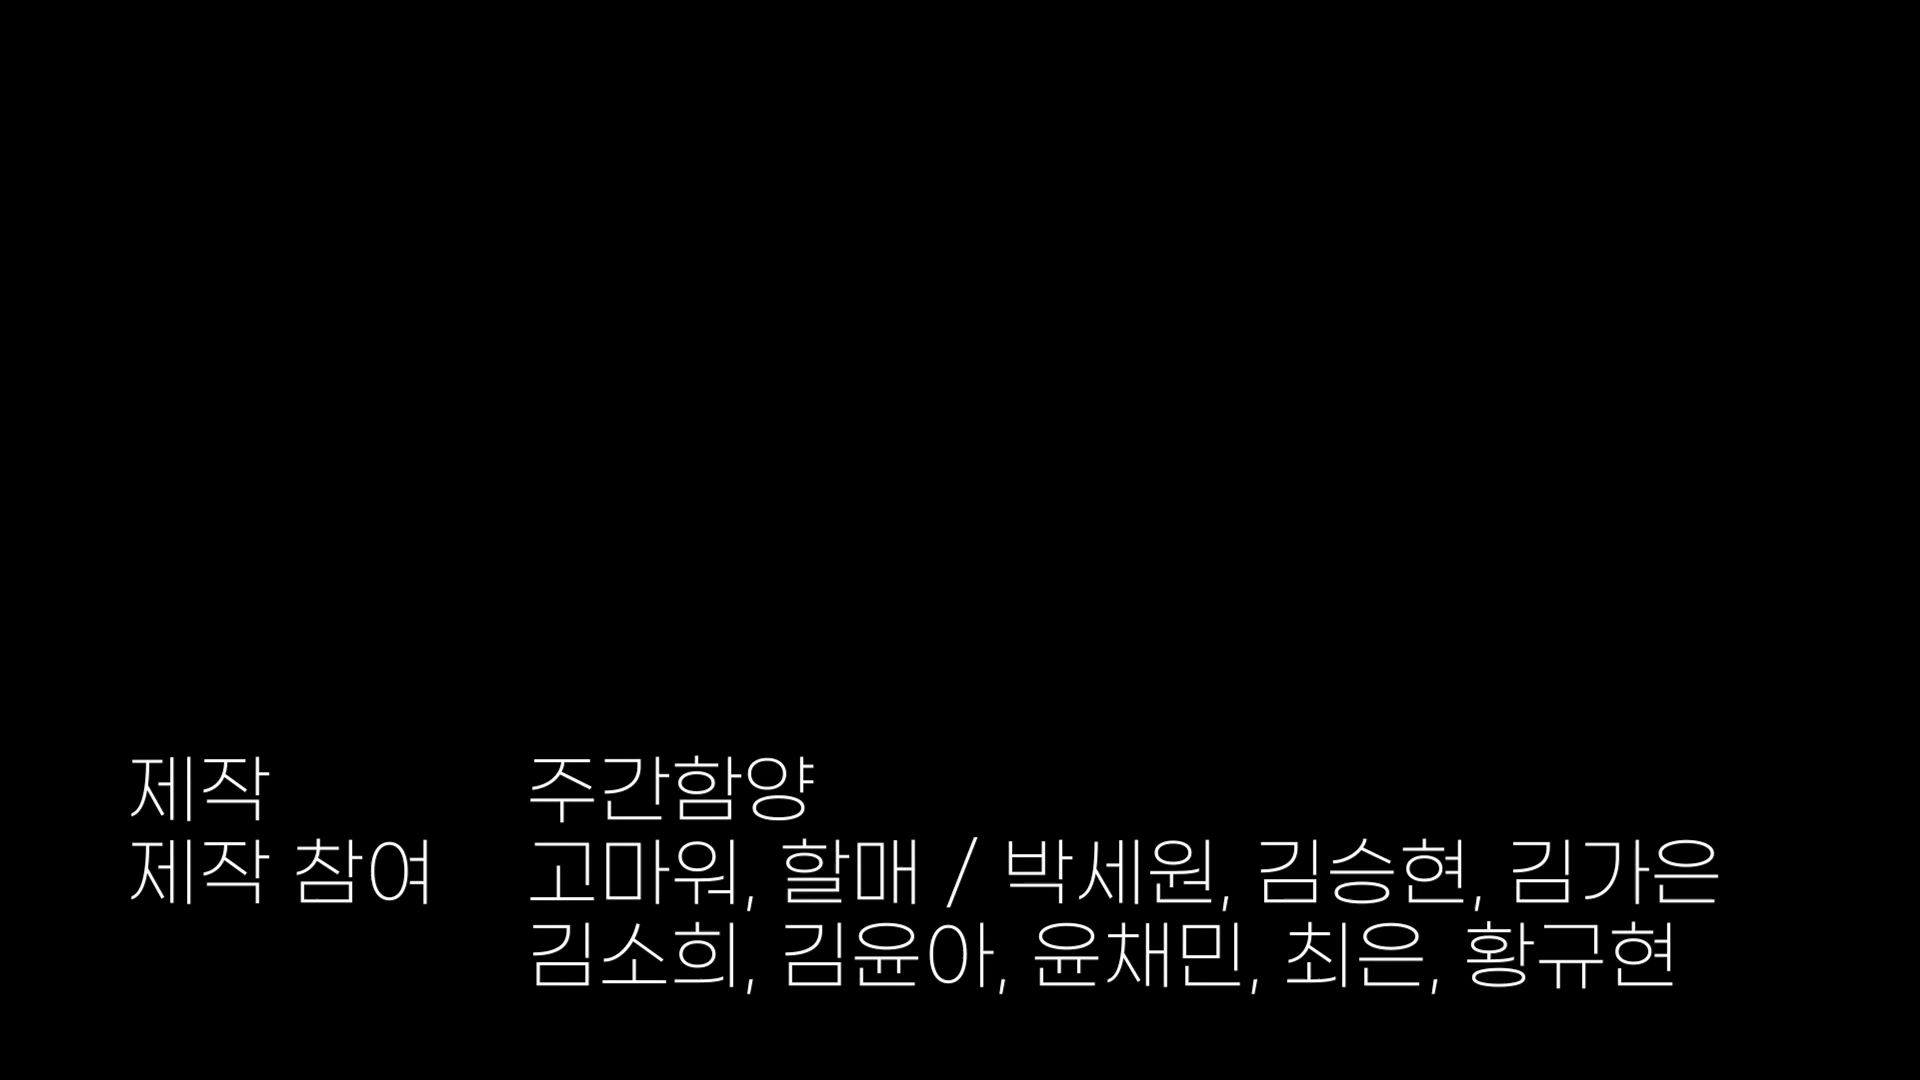 제작 주간함양
제작 참여 고마워, 할매 / 박세원, 김승현, 김가은
김소희, 김윤아, 윤채민, 최은, 황규현